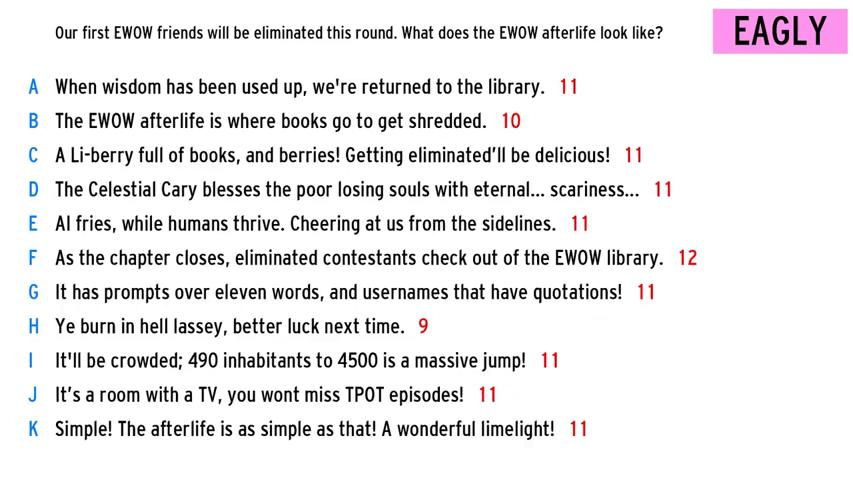 Our first EWOW friends will be eliminated this round. What does the EWOW afterlife look like?
EAGLY
A When wisdom has been used up, we're returned to the library. 11
B The EWOW afterlife is where books go to get shredded. 10
C A Li-berry full of books, and berries! Getting eliminated’ll be delicious! 11
D The Celestial Cary blesses the poor losing souls with eternal... scariness... 11
E AI fries, while humans thrive. Cheering at us from the sidelines. 11
F As the chapter closes, eliminated contestants check out of the EWOW library. 12
G It has prompts over eleven words, and usernames that have quotations! 11
H Ye burn in hell lassey, better luck next time. 9
I It'll be crowded; 490 inhabitants to 4500 is a massive jump! 11
J It’s a room with a TV, you wont miss TPOT episodes! 11
K Simple! The afterlife is as simple as that! A wonderful limelight! 11